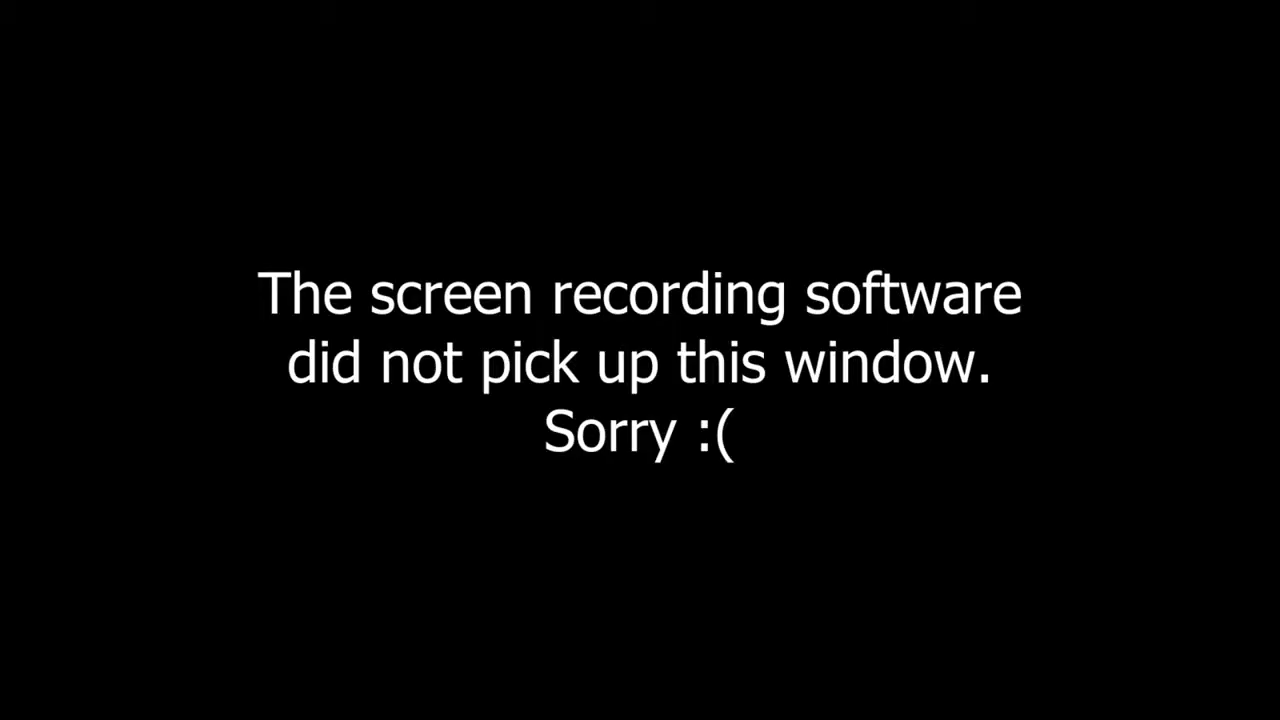 The screen recording software
did not pick up this window.
Sorry :(